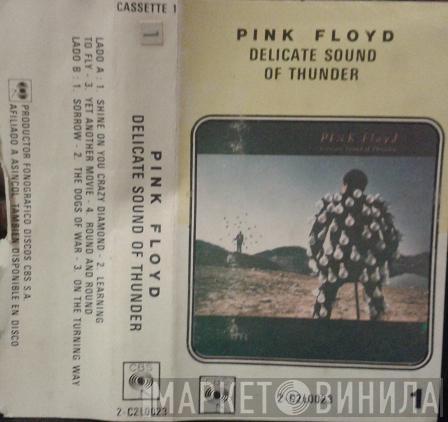 CASSETTE 1
1
PINK FLOYD
DELICATE SOUND OF THUNDER
LADO A: 1. SHINE ON YOU CRAZY DIAMOND - 2. LEARNING
TO FLY - 3. YET ANOTHER MOVIE - 4. ROUND AND ROUND
LADO B: 1. SORROW - 2. THE DOGS OF WAR - 3. ON THE TURNING WAY
PRODUCTOR FONOGRAFICO DISCOS CBS S.A.
AFILIADO A ASINCOL TAMBIEN DISPONIBLE EN DISCO
CBS
2-C2L0023
PINK FLOYD
DELICATE SOUND
OF THUNDER
PINK Floyd
Delicate Sound of Thunder
2-C2L0023
1
МАРКЕТ ВИНИЛА